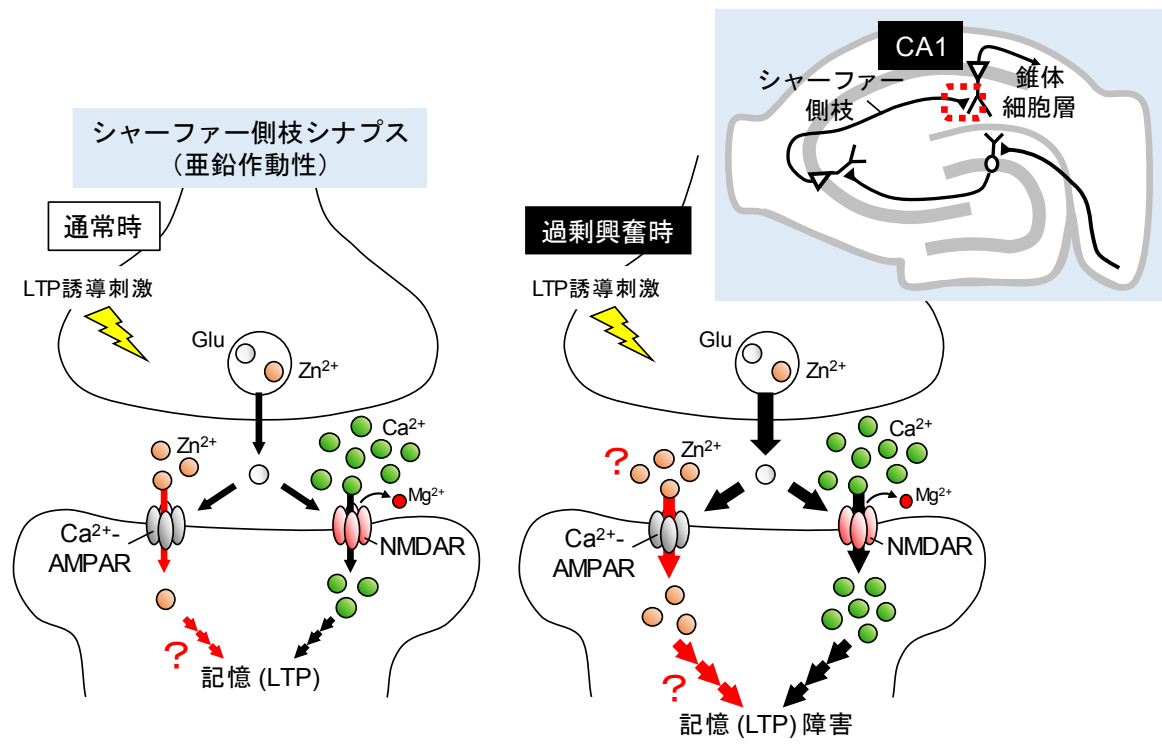 シャーファー側枝シナプス
（亜鉛作動性）
通常時
LTP誘導刺激
Glu
Zn²⁺
Zn²⁺
Ca²⁺
Mg²⁺
Ca²⁺-
AMPAR
NMDAR
?
記憶 (LTP)
過剰興奮時
LTP誘導刺激
Glu
Zn²⁺
?
Zn²⁺
Ca²⁺
Mg²⁺
Ca²⁺-
AMPAR
NMDAR
?
記憶 (LTP) 障害
CA1
シャーファー
側枝
錐体
細胞層